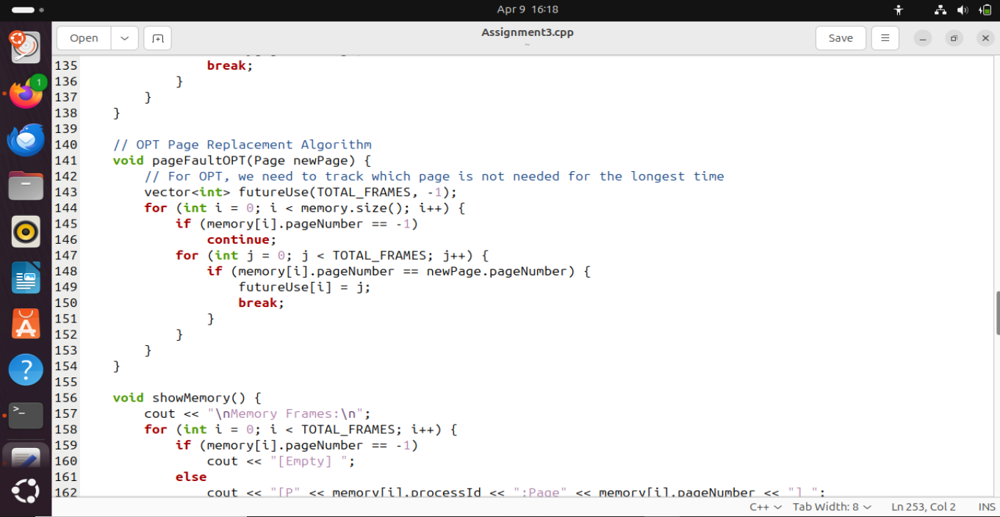 Apr 9 16:18
Open
Assignment3.cpp
Save
1
135 break;
136 }
137 }
138 }
139
140 // OPT Page Replacement Algorithm
141 void pageFaultOPT(Page newPage) {
142 // For OPT, we need to track which page is not needed for the longest time
143 vector<int> futureUse(TOTAL_FRAMES, -1);
144 for (int i = 0; i < memory.size(); i++) {
145 if (memory[i].pageNumber == -1)
146 continue;
147 for (int j = 0; j < TOTAL_FRAMES; j++) {
148 if (memory[i].pageNumber == newPage.pageNumber) {
149 futureUse[i] = j;
150 break;
151 }
152 }
153 }
154 }
155
156 void showMemory() {
157 cout << "\nMemory Frames:\n";
158 for (int i = 0; i < TOTAL_FRAMES; i++) {
159 if (memory[i].pageNumber == -1)
160 cout << "[Empty] ";
161 else
162 cout << "[P" << memory[i].processId << ":Page" << memory[i].pageNumber << "] ";
C++ Tab Width: 8 Ln 253, Col 2 INS